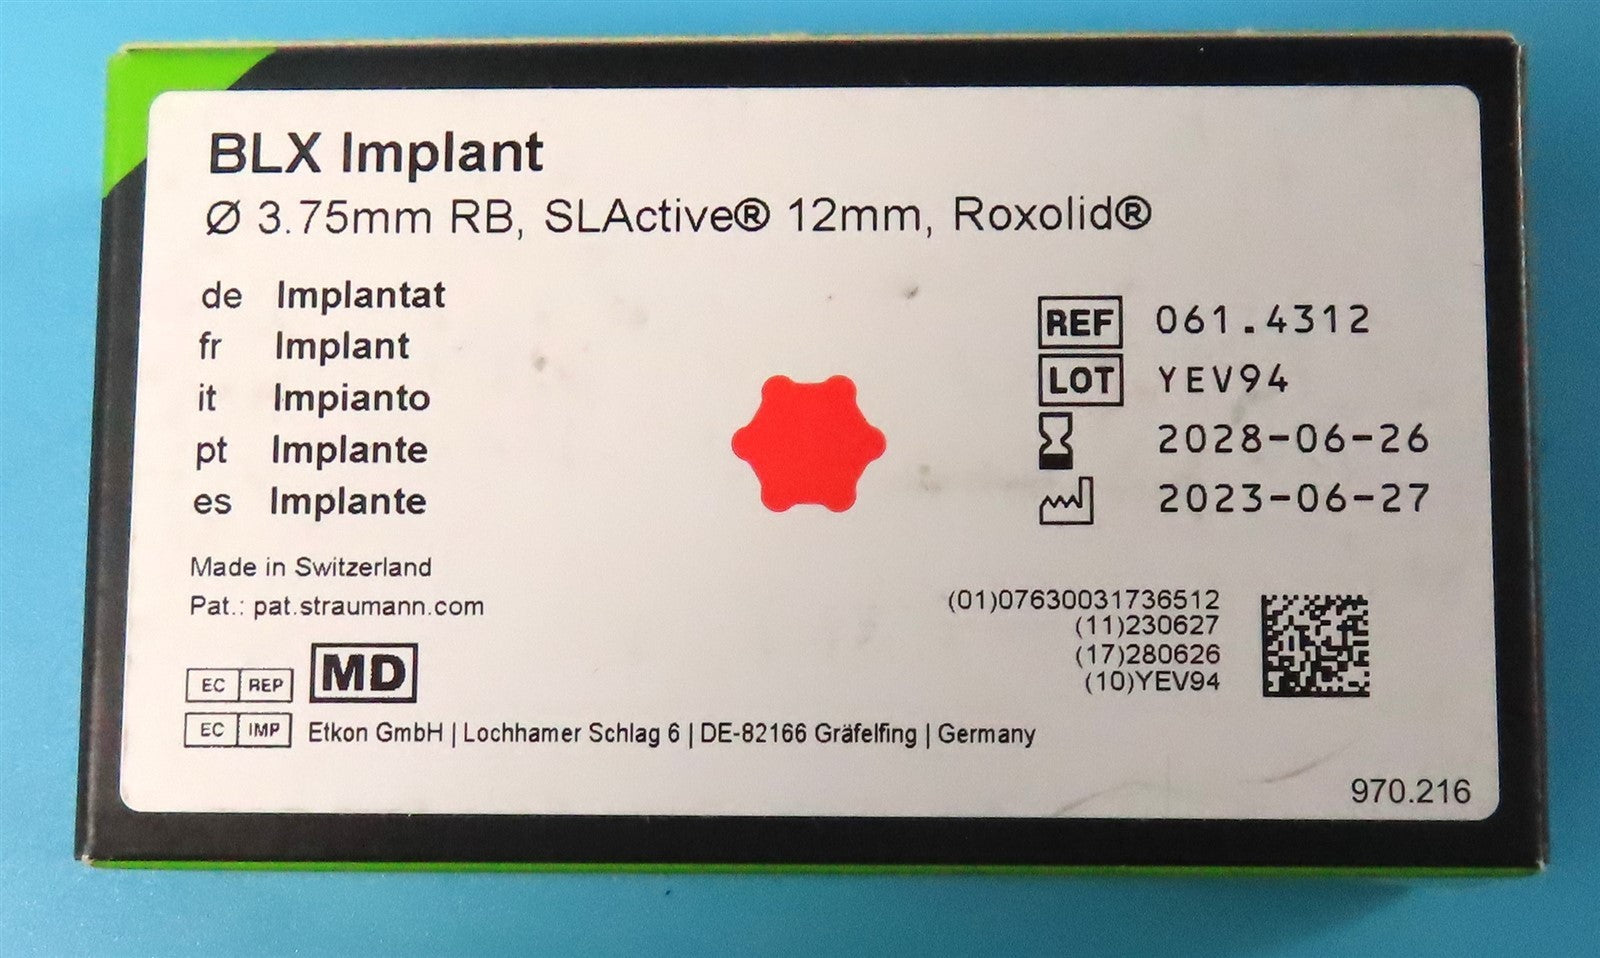 BLX Implant
Ø 3.75mm RB, SLActive® 12mm, Roxolid®
de Implantat
fr Implant
it Impianto
pt Implante
es Implante
REF 061.4312
LOT YEV94
2028-06-26
2023-06-27
Made in Switzerland
Pat.: pat.straumann.com
(01)07630031736512
(11)230627
(17)280626
(10)YEV94
EC REP MD
EC IMP Etkon GmbH | Lochhamer Schlag 6 | DE-82166 Gräfelfing | Germany
970.216